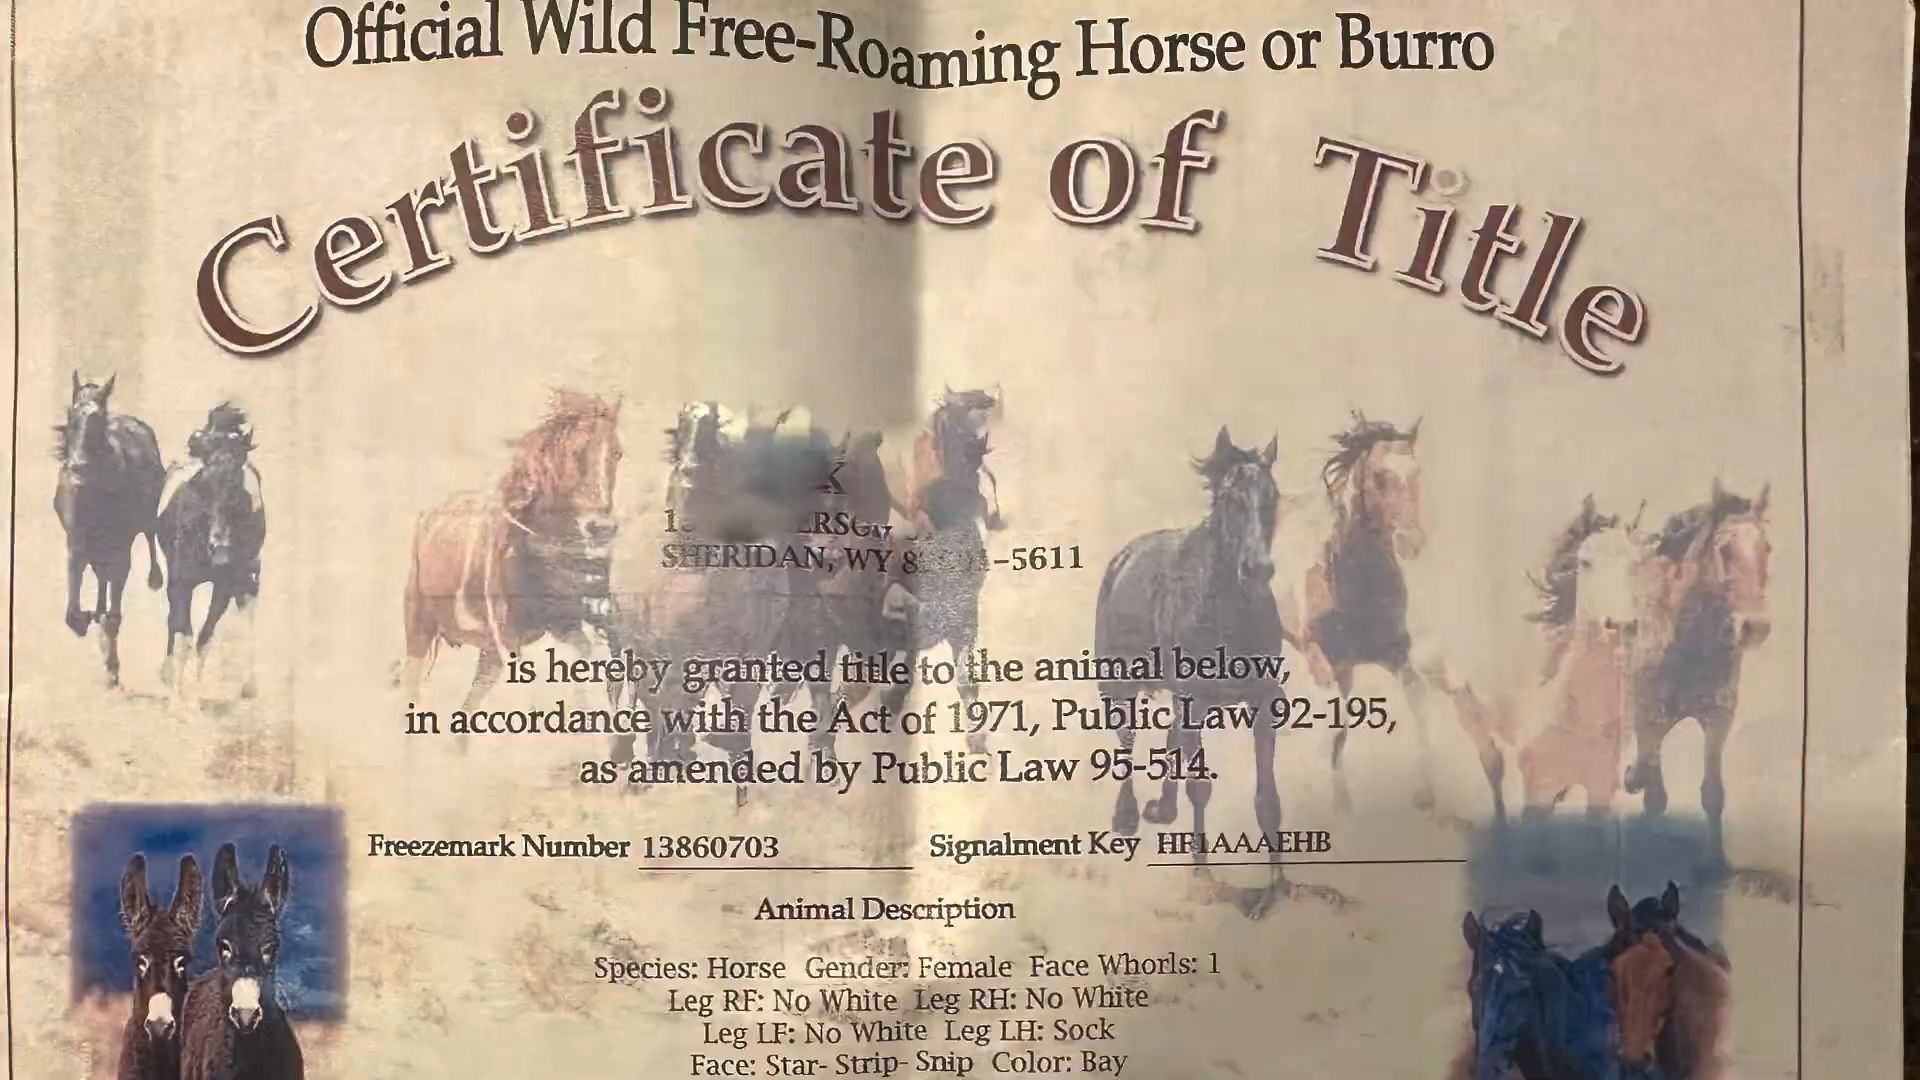 Official Wild Free-Roaming Horse or Burro
Certificate of Title
SHERIDAN, WY -5611
is hereby granted title to the animal below,
in accordance with the Act of 1971, Public Law 92-195,
as amended by Public Law 95-514.
Freezemark Number 13860703 Signalment Key HF1AAAEHB
Animal Description
Species: Horse Gender: Female Face Whorls: 1
Leg RF: No White Leg RH: No White
Leg LF: No White Leg LH: Sock
Face: Star- Strip- Snip Color: Bay